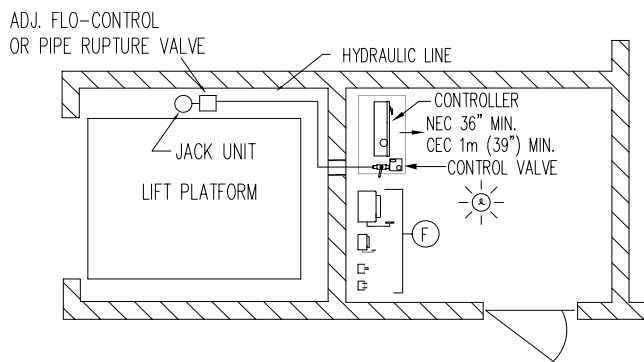 ADJ. FLO-CONTROL
OR PIPE RUPTURE VALVE
HYDRAULIC LINE
CONTROLLER
NEC 36" MIN.
CEC 1m (39") MIN.
CONTROL VALVE
JACK UNIT
LIFT PLATFORM
F